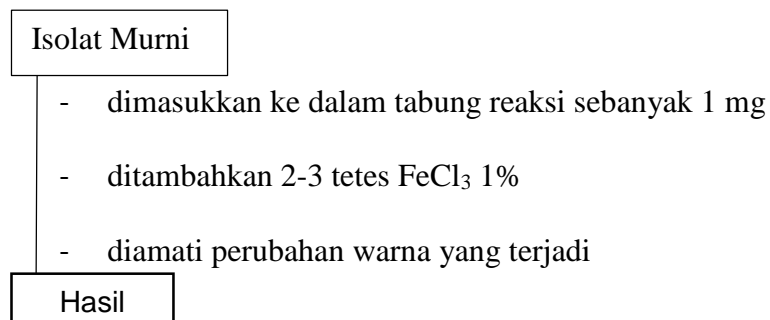 Isolat Murni
- dimasukkan ke dalam tabung reaksi sebanyak 1 mg
- ditambahkan 2-3 tetes FeCl₃ 1%
- diamati perubahan warna yang terjadi
Hasil